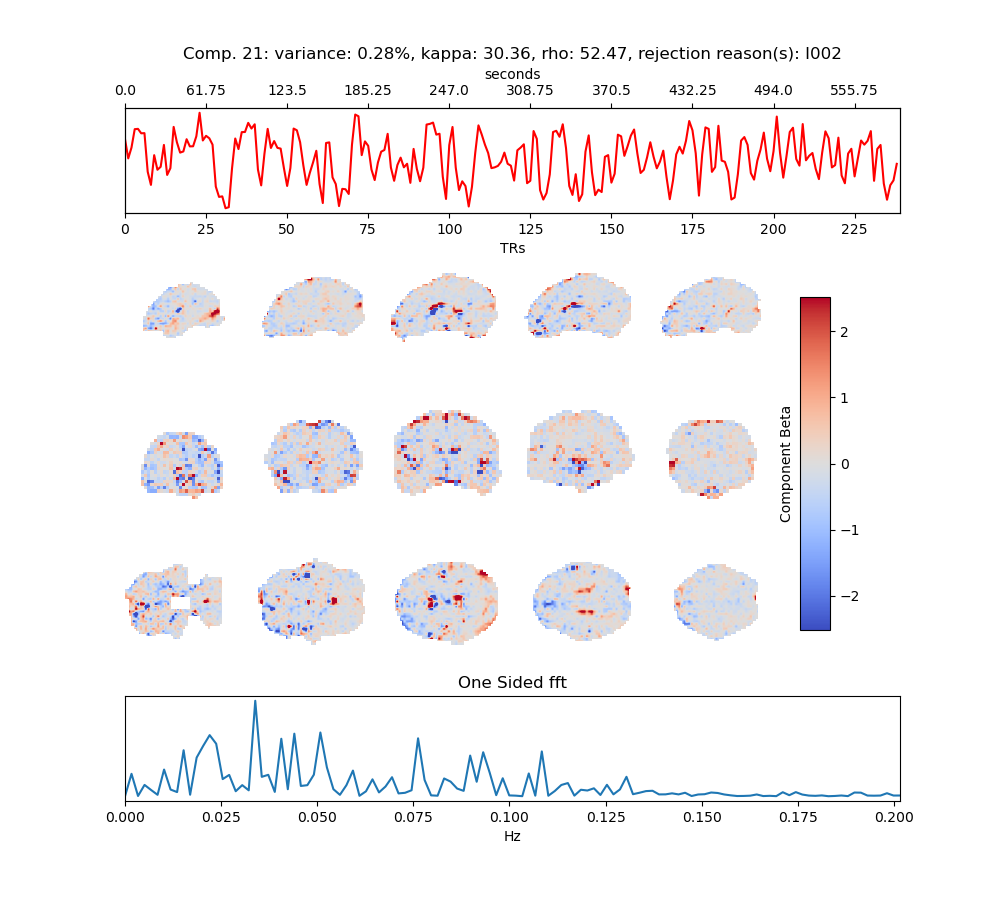 Comp. 21: variance: 0.28%, kappa: 30.36, rho: 52.47, rejection reason(s): I002
seconds
0.0 61.75 123.5 185.25 247.0 308.75 370.5 432.25 494.0 555.75
0 25 50 75 100 125 150 175 200 225
TRs
2
1
0
−1
−2
Component Beta
One Sided fft
0.000 0.025 0.050 0.075 0.100 0.125 0.150 0.175 0.200
Hz